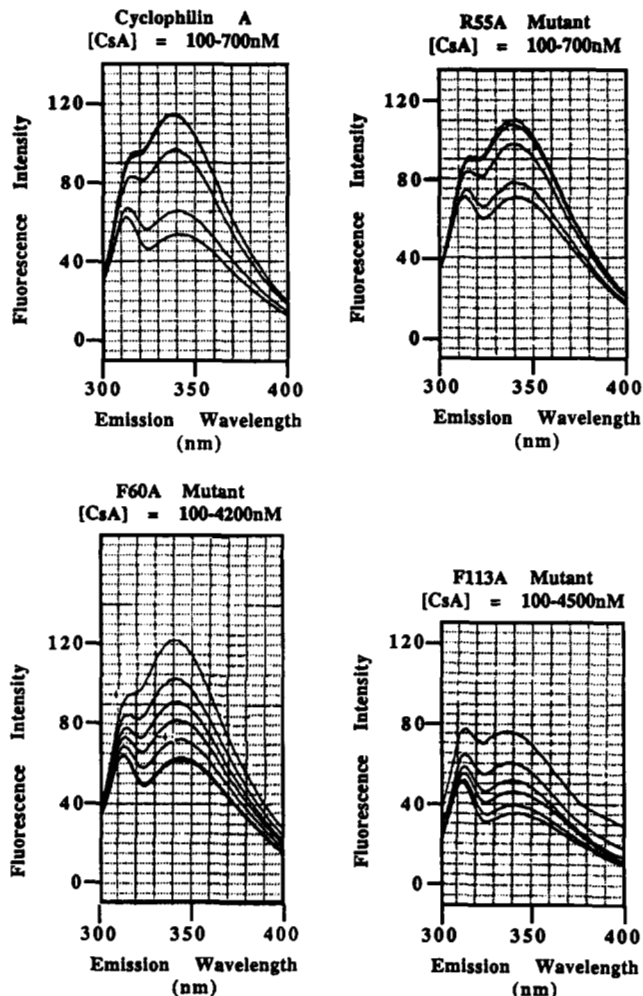 Cyclophilin A
[CsA] = 100-700nM
120
80
40
0
Fluorescence Intensity
300 350 400
Emission Wavelength
(nm)
R55A Mutant
[CsA] = 100-700nM
120
80
40
0
Fluorescence Intensity
300 350 400
Emission Wavelength
(nm)
F60A Mutant
[CsA] = 100-4200nM
120
80
40
0
Fluorescence Intensity
300 350 400
Emission Wavelength
(nm)
F113A Mutant
[CsA] = 100-4500nM
120
80
40
0
Fluorescence Intensity
300 350 400
Emission Wavelength
(nm)